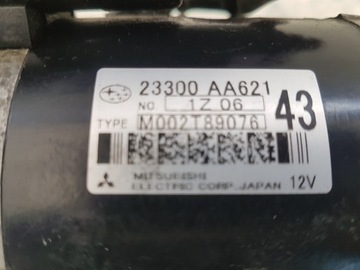 23300 AA621
NO 1Z 06
43
TYPE M002T89076
MITSUBISHI
ELECTRIC CORP. JAPAN 12V